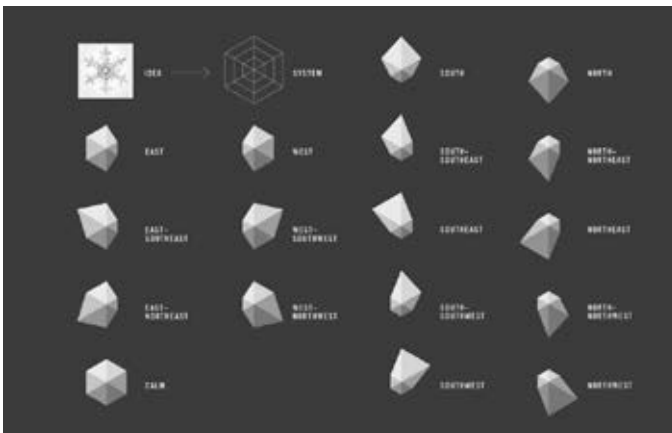 IDEA
SYSTEM
SOUTH
NORTH
EAST
WEST
SOUTH-
SOUTHEAST
NORTH-
NORTHEAST
EAST-
SOUTHEAST
WEST-
SOUTHWEST
SOUTHEAST
NORTHEAST
EAST-
NORTHEAST
WEST-
NORTHWEST
SOUTH-
SOUTHWEST
NORTH-
NORTHWEST
CALM
SOUTHWEST
NORTHWEST